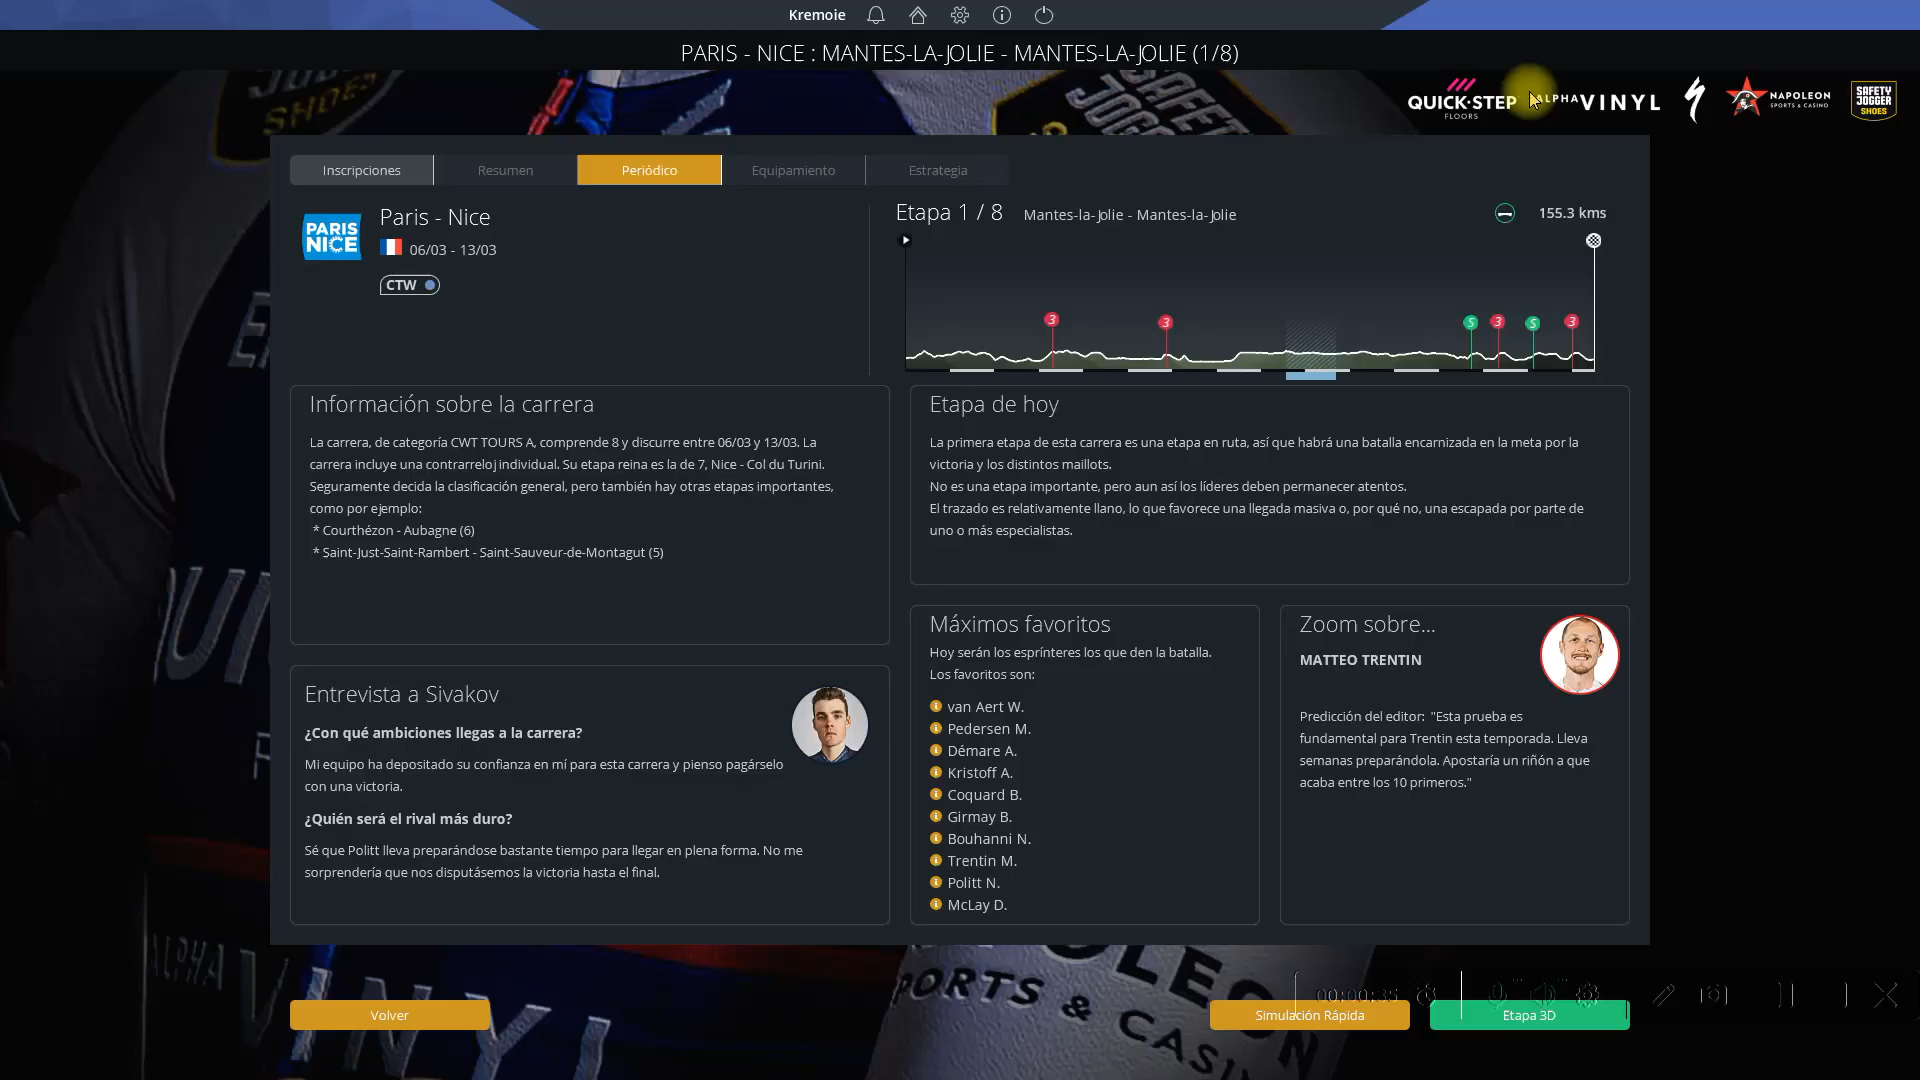 Kremoie
PARIS - NICE : MANTES-LA-JOLIE - MANTES-LA-JOLIE (1/8)
QUICK-STEP
FLOORS
ALPHAVINYL
NAPOLEON
SPORTS & CASINO
SAFETY
JOGGER
SHOES
Inscripciones
Resumen
Periódico
Equipamiento
Estrategia
PARIS
NICE
Paris - Nice
06/03 - 13/03
CTW
Etapa 1 / 8
Mantes-la-Jolie - Mantes-la-Jolie
155.3 kms
3
3
S
3
S
3
Información sobre la carrera
La carrera, de categoría CWT TOURS A, comprende 8 y discurre entre 06/03 y 13/03. La
carrera incluye una contrarreloj individual. Su etapa reina es la de 7, Nice - Col du Turini.
Seguramente decida la clasificación general, pero también hay otras etapas importantes,
como por ejemplo:
* Courthézon - Aubagne (6)
* Saint-Just-Saint-Rambert - Saint-Sauveur-de-Montagut (5)
Etapa de hoy
La primera etapa de esta carrera es una etapa en ruta, así que habrá una batalla encarnizada en la meta por la
victoria y los distintos maillots.
No es una etapa importante, pero aun así los líderes deben permanecer atentos.
El trazado es relativamente llano, lo que favorece una llegada masiva o, por qué no, una escapada por parte de
uno o más especialistas.
Entrevista a Sivakov
¿Con qué ambiciones llegas a la carrera?
Mi equipo ha depositado su confianza en mí para esta carrera y pienso pagárselo
con una victoria.
¿Quién será el rival más duro?
Sé que Politt lleva preparándose bastante tiempo para llegar en plena forma. No me
sorprendería que nos disputásemos la victoria hasta el final.
Máximos favoritos
Hoy serán los esprínteres los que den la batalla.
Los favoritos son:
van Aert W.
Pedersen M.
Démare A.
Kristoff A.
Coquard B.
Girmay B.
Bouhanni N.
Trentin M.
Politt N.
McLay D.
Zoom sobre...
MATTEO TRENTIN
Predicción del editor: "Esta prueba es
fundamental para Trentin esta temporada. Lleva
semanas preparándola. Apostaría un riñón a que
acaba entre los 10 primeros."
ALPHA VINYL
PORTS & CASIN
00:00:35
Volver
Simulación Rápida
Etapa 3D